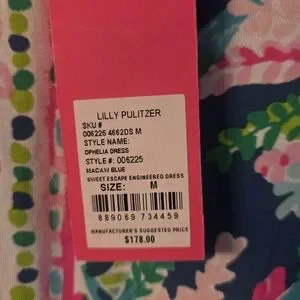 LILLY PULITZER
SKU #
006225 4662DS M
STYLE NAME:
OPHELIA DRESS
STYLE #: 006225
MACAW BLUE
SWEET ESCAPE ENGINEERED DRESS
SIZE: M
889069 734459
MANUFACTURER'S SUGGESTED PRICE
$178.00